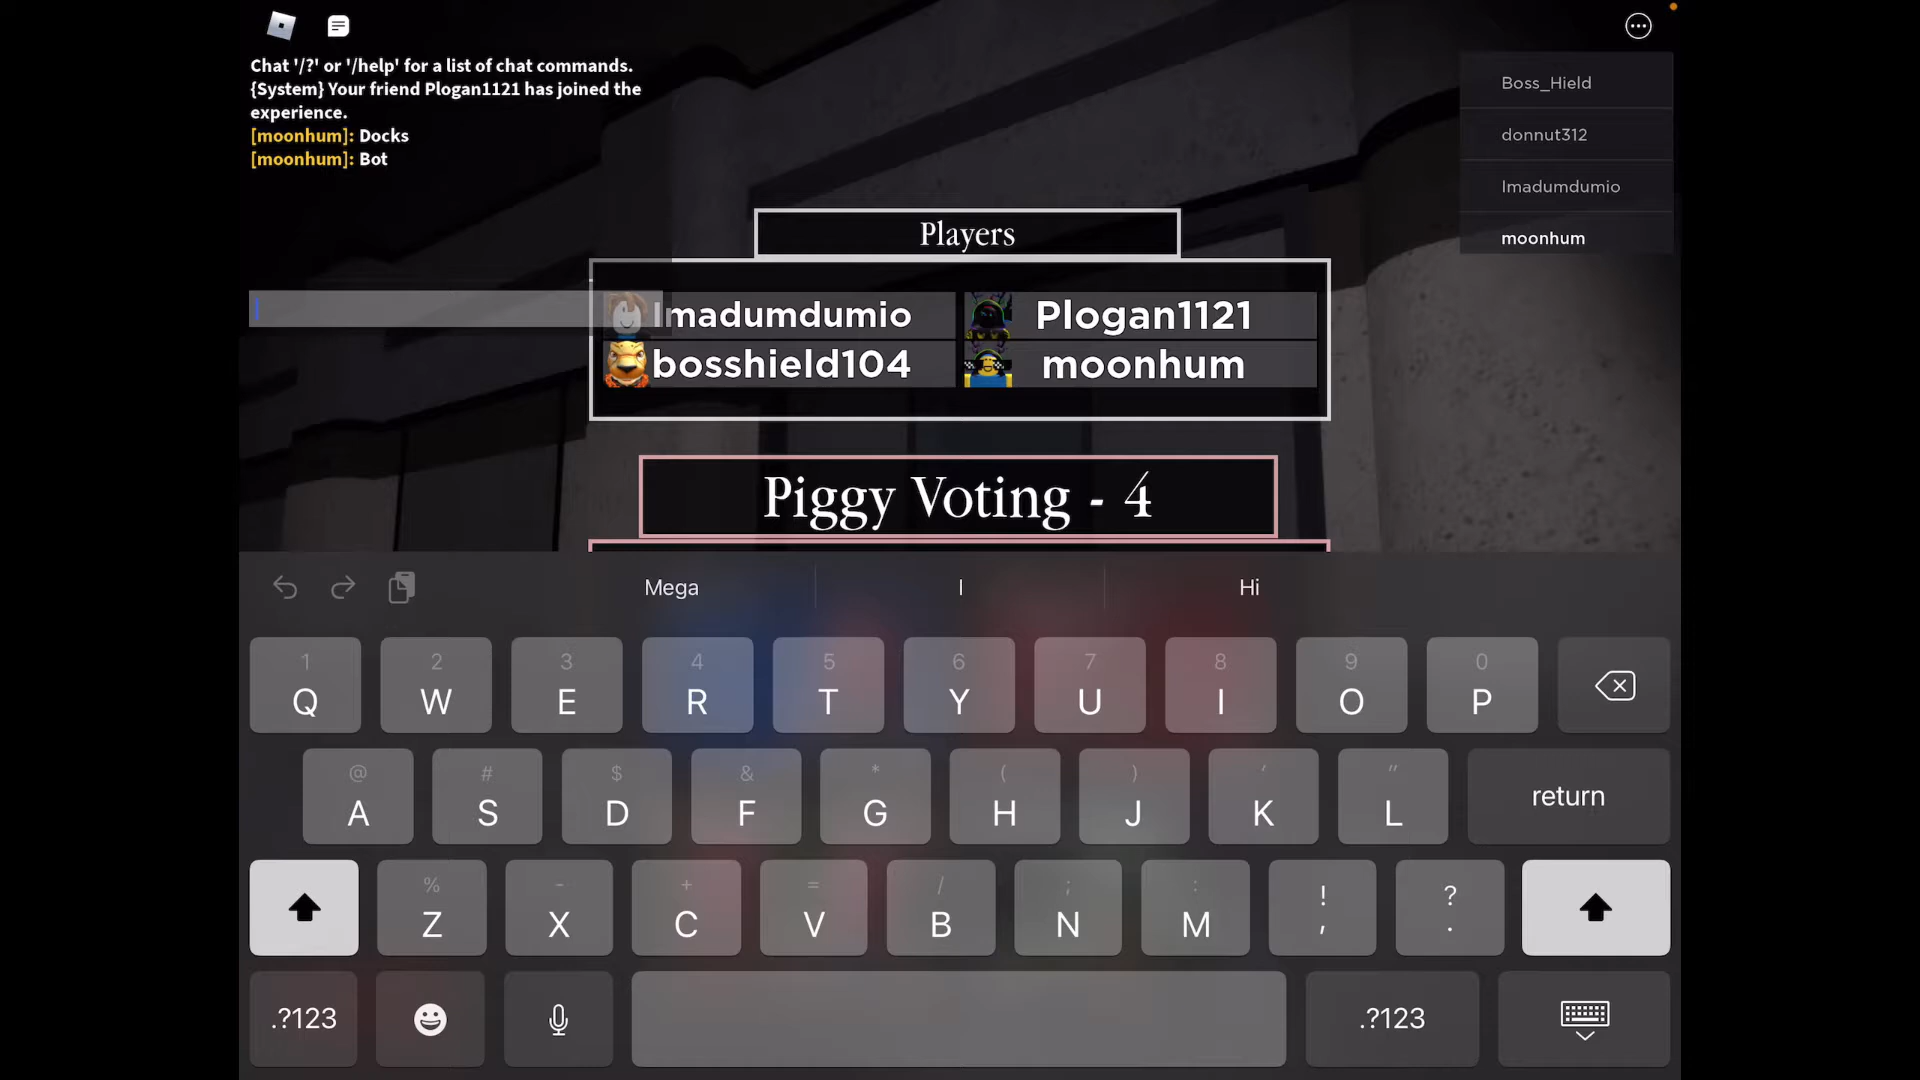 Chat '/?' or '/help' for a list of chat commands.
{System} Your friend Plogan1121 has joined the
experience.
[moonhum]: Docks
[moonhum]: Bot
Boss_Hield
donnut312
Imadumdumio
moonhum
Players
Imadumdumio Plogan1121
bosshield104 moonhum
Piggy Voting - 4
Mega I Hi
1 2 3 4 5 6 7 8 9 0
Q W E R T Y U I O P
@ # $ & * ( ) ' "
A S D F G H J K L return
% - + = / ; : ! ?
Z X C V B N M , .
.?123 .?123